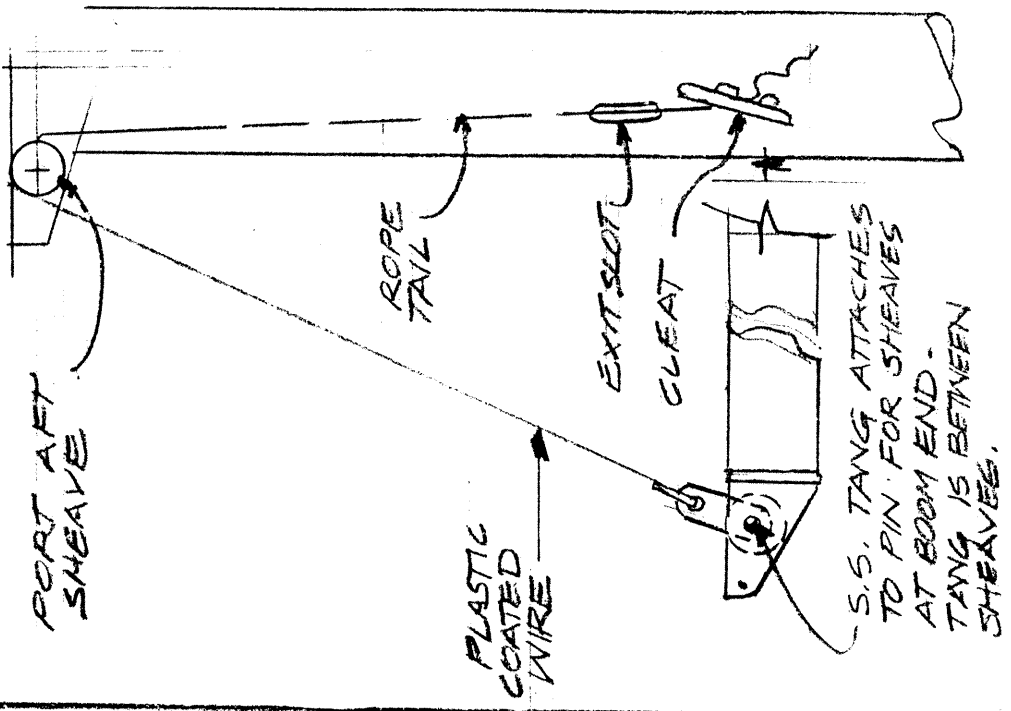 PORT AFT
SHEAVE
ROPE
TAIL
EXIT SLOT
CLEAT
PLASTIC
COATED
WIRE
S.S. TANG ATTACHES
TO PIN FOR SHEAVES
AT BOOM END.
TANG IS BETWEEN
SHEAVES.